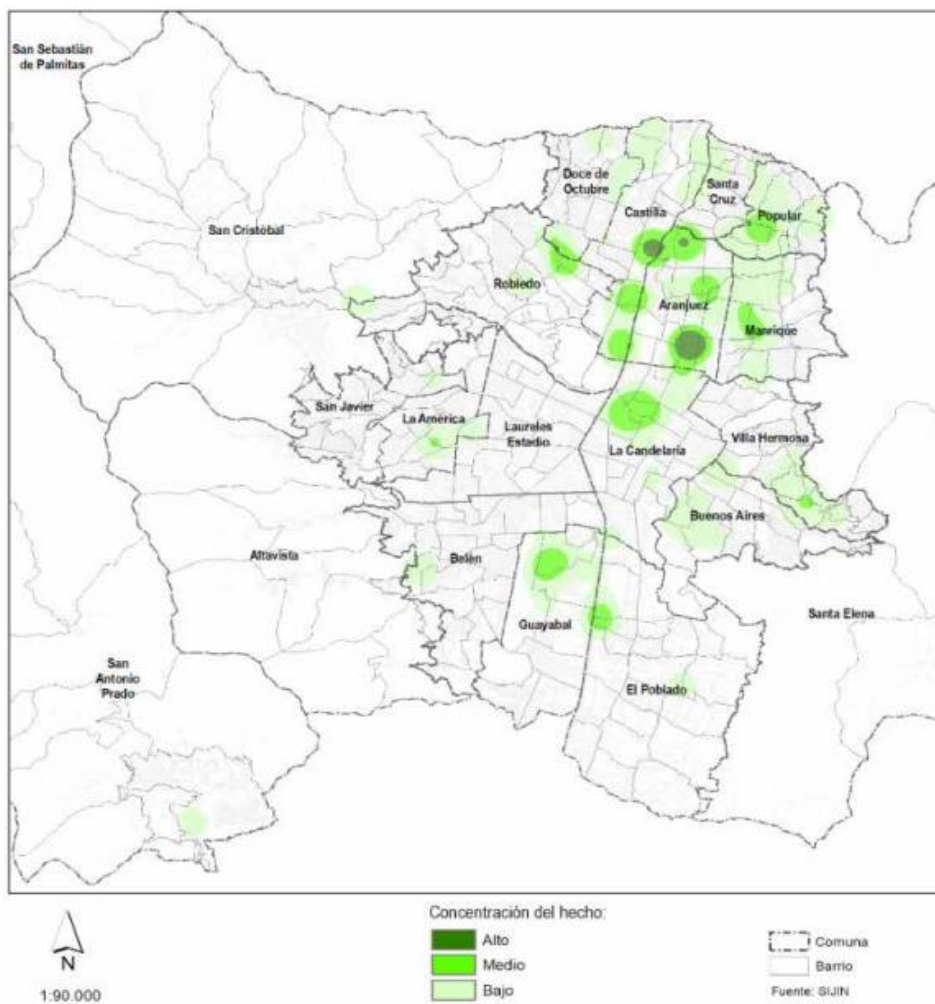 San Sebastián
de Palmitas
Doce de
Octubre
Santa
Cruz
Castilla
Popular
San Cristóbal
Robledo
Aranjuez
Manrique
San Javier
La América
Laureles
Estadio
La Candelaria
Villa Hermosa
Buenos Aires
Altavista
Belén
Guayabal
Santa Elena
San
Antonio
Prado
El Poblado
Concentración del hecho:
Alto
Medio
Bajo
N
1:90.000
Comuna
Barrio
Fuente: SIJIN